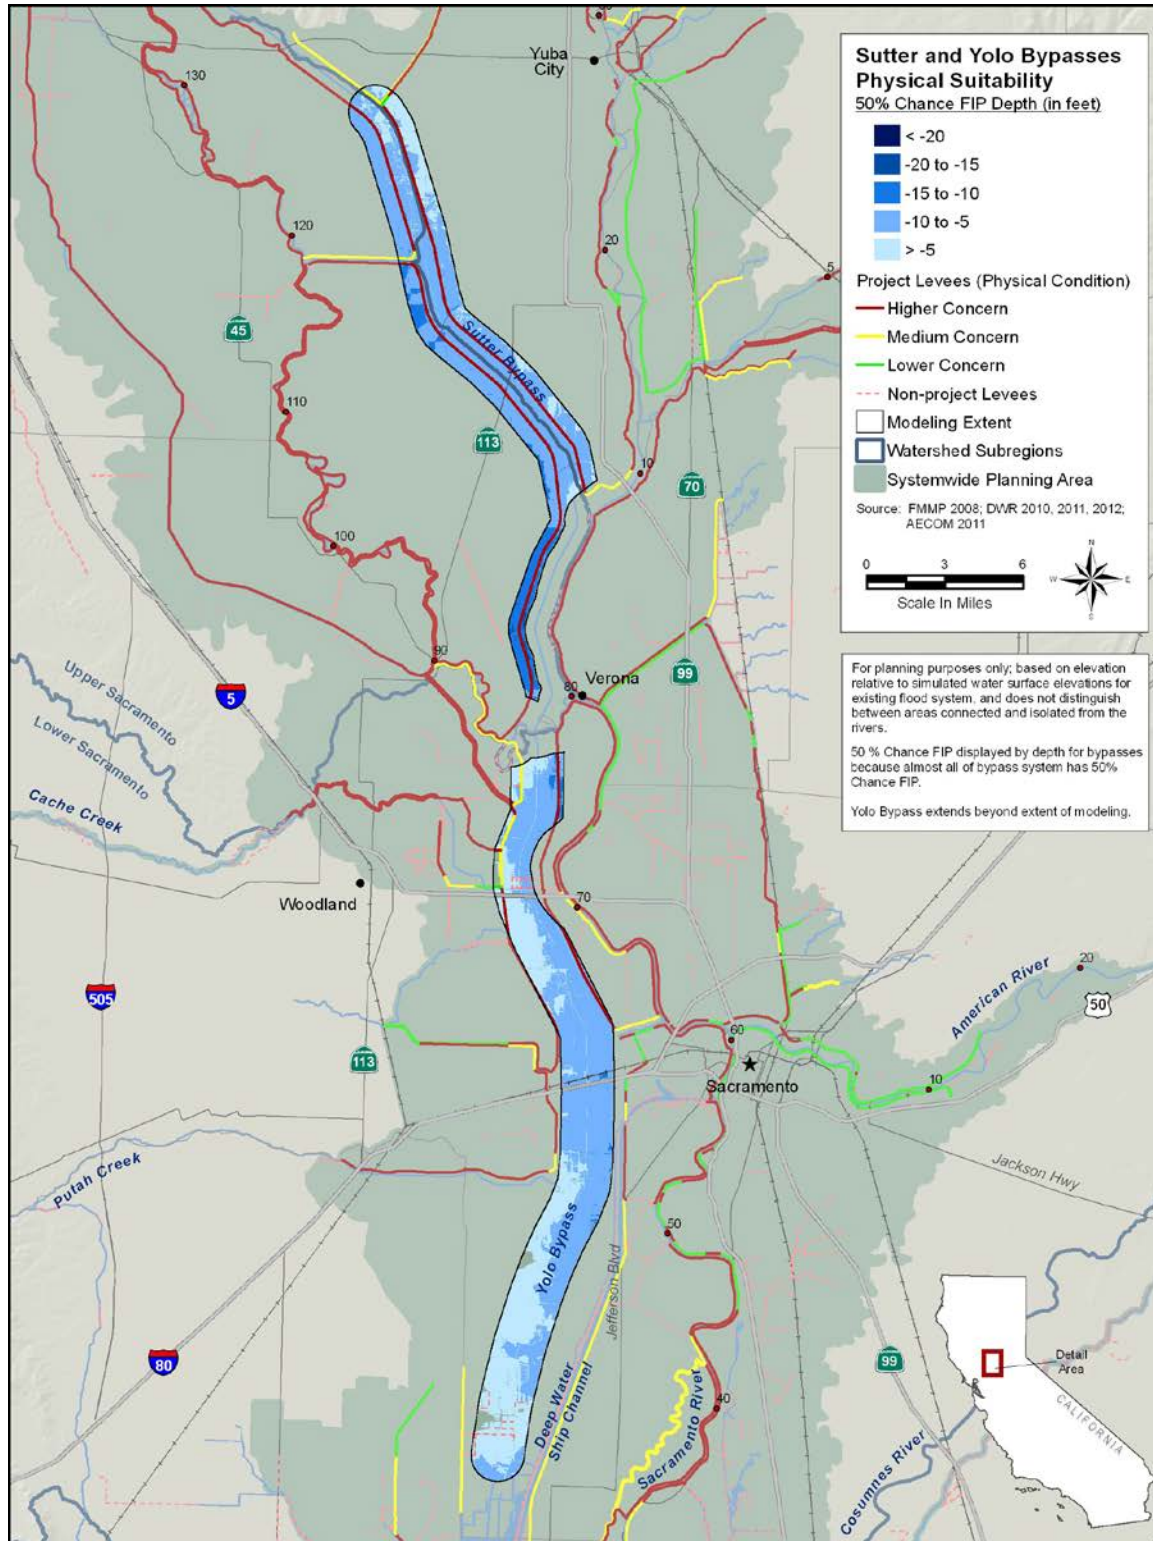 Sutter and Yolo Bypasses
Physical Suitability
50% Chance FIP Depth (in feet)
< -20
-20 to -15
-15 to -10
-10 to -5
> -5
Project Levees (Physical Condition)
Higher Concern
Medium Concern
Lower Concern
Non-project Levees
Modeling Extent
Watershed Subregions
Systemwide Planning Area
Source: FMMP 2008; DWR 2010, 2011, 2012;
AECOM 2011
0 3 6
Scale In Miles
N
W E
S
For planning purposes only; based on elevation
relative to simulated water surface elevations for
existing flood system, and does not distinguish
between areas connected and isolated from the
rivers.
50 % Chance FIP displayed by depth for bypasses
because almost all of bypass system has 50%
Chance FIP.
Yolo Bypass extends beyond extent of modeling.
Yuba
City
130
120
20
5
45
Sutter Bypass
110
113
10
70
100
90
Upper Sacramento
Lower Sacramento
5
80
Verona
99
Cache Creek
Woodland
70
505
American River
20
50
113
60
Sacramento
10
Putah Creek
Jackson Hwy
50
Yolo Bypass
Jefferson Blvd
80
Deep Water
Ship Channel
Sacramento River
40
99
Cosumnes River
Detail
Area
CALIFORNIA